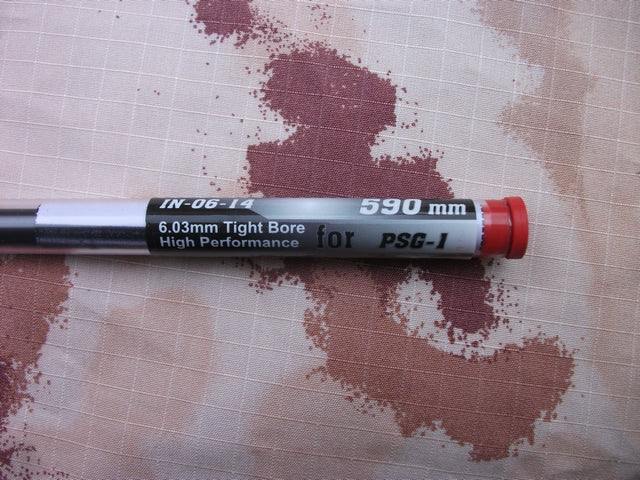 IN-06-14 590 mm
6.03mm Tight Bore
High Performance for PSG-1